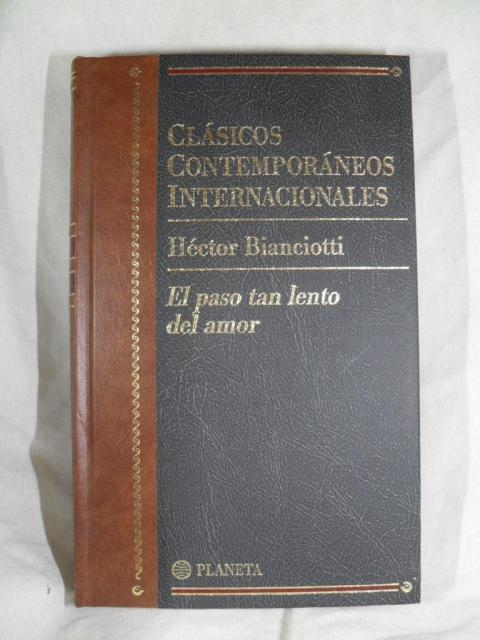 CLÁSICOS
CONTEMPORÁNEOS
INTERNACIONALES
Héctor Bianciotti
El paso tan lento
del amor
PLANETA